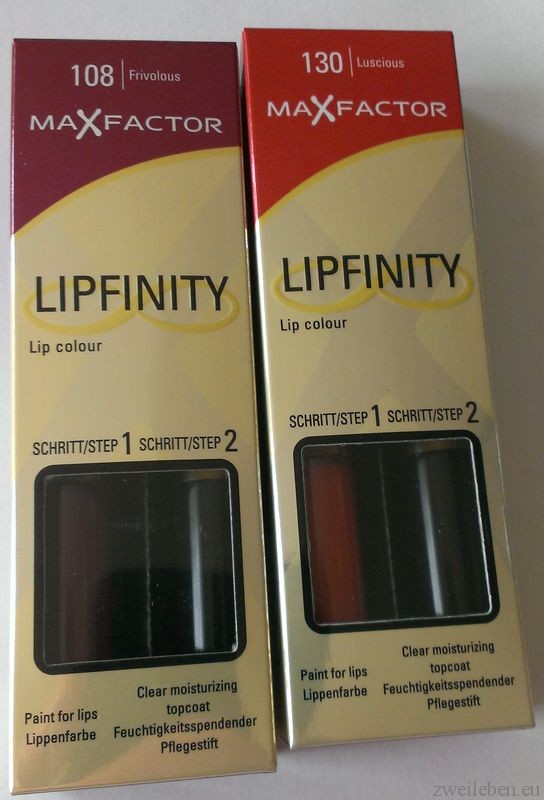 108 | Frivolous
MAXFACTOR
LIPFINITY
Lip colour
SCHRITT/STEP 1 SCHRITT/STEP 2
Paint for lips
Lippenfarbe
Clear moisturizing
topcoat
Feuchtigkeitsspendender
Pflegestift
130 | Luscious
MAXFACTOR
LIPFINITY
Lip colour
SCHRITT/STEP 1 SCHRITT/STEP 2
Paint for lips
Lippenfarbe
Clear moisturizing
topcoat
Feuchtigkeitsspendender
Pflegestift
zweileben.eu